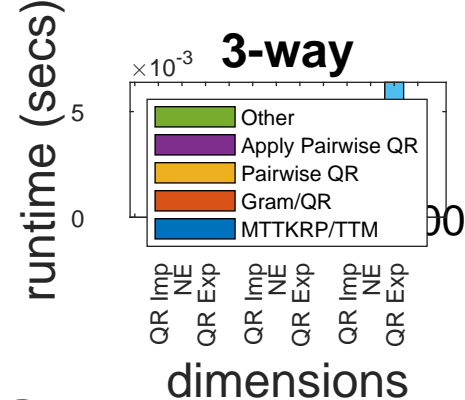 3-way
×10⁻³
runtime (secs)
5
0
Other
Apply Pairwise QR
Pairwise QR
Gram/QR
MTTKRP/TTM
00
QR Imp
NE
QR Exp
QR Imp
NE
QR Exp
QR Imp
NE
QR Exp
dimensions